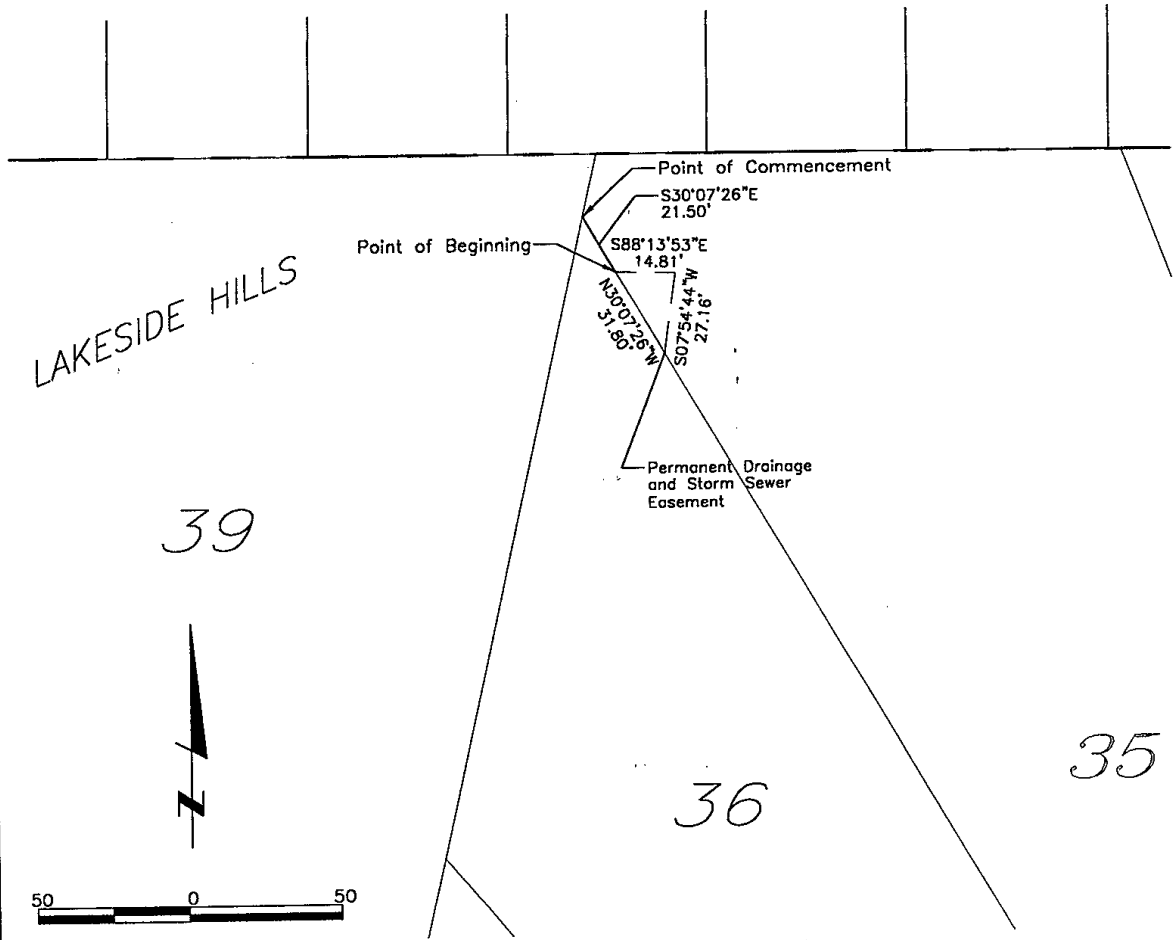 Point of Commencement
S30°07'26"E
21.50'
Point of Beginning
S88°13'53"E
14.81'
N30°07'26"W
31.80'
S07°54'44"W
27.16'
LAKESIDE HILLS
Permanent Drainage
and Storm Sewer
Easement
39
35
36
N
50 0 50